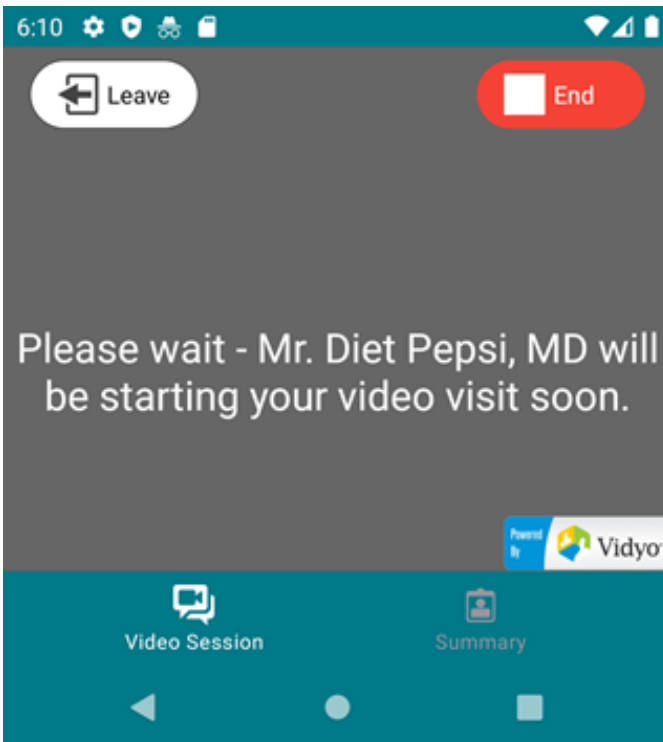 6:10
Leave
End
Please wait - Mr. Diet Pepsi, MD will
be starting your video visit soon.
Powered
By
Vidyo
Video Session
Summary